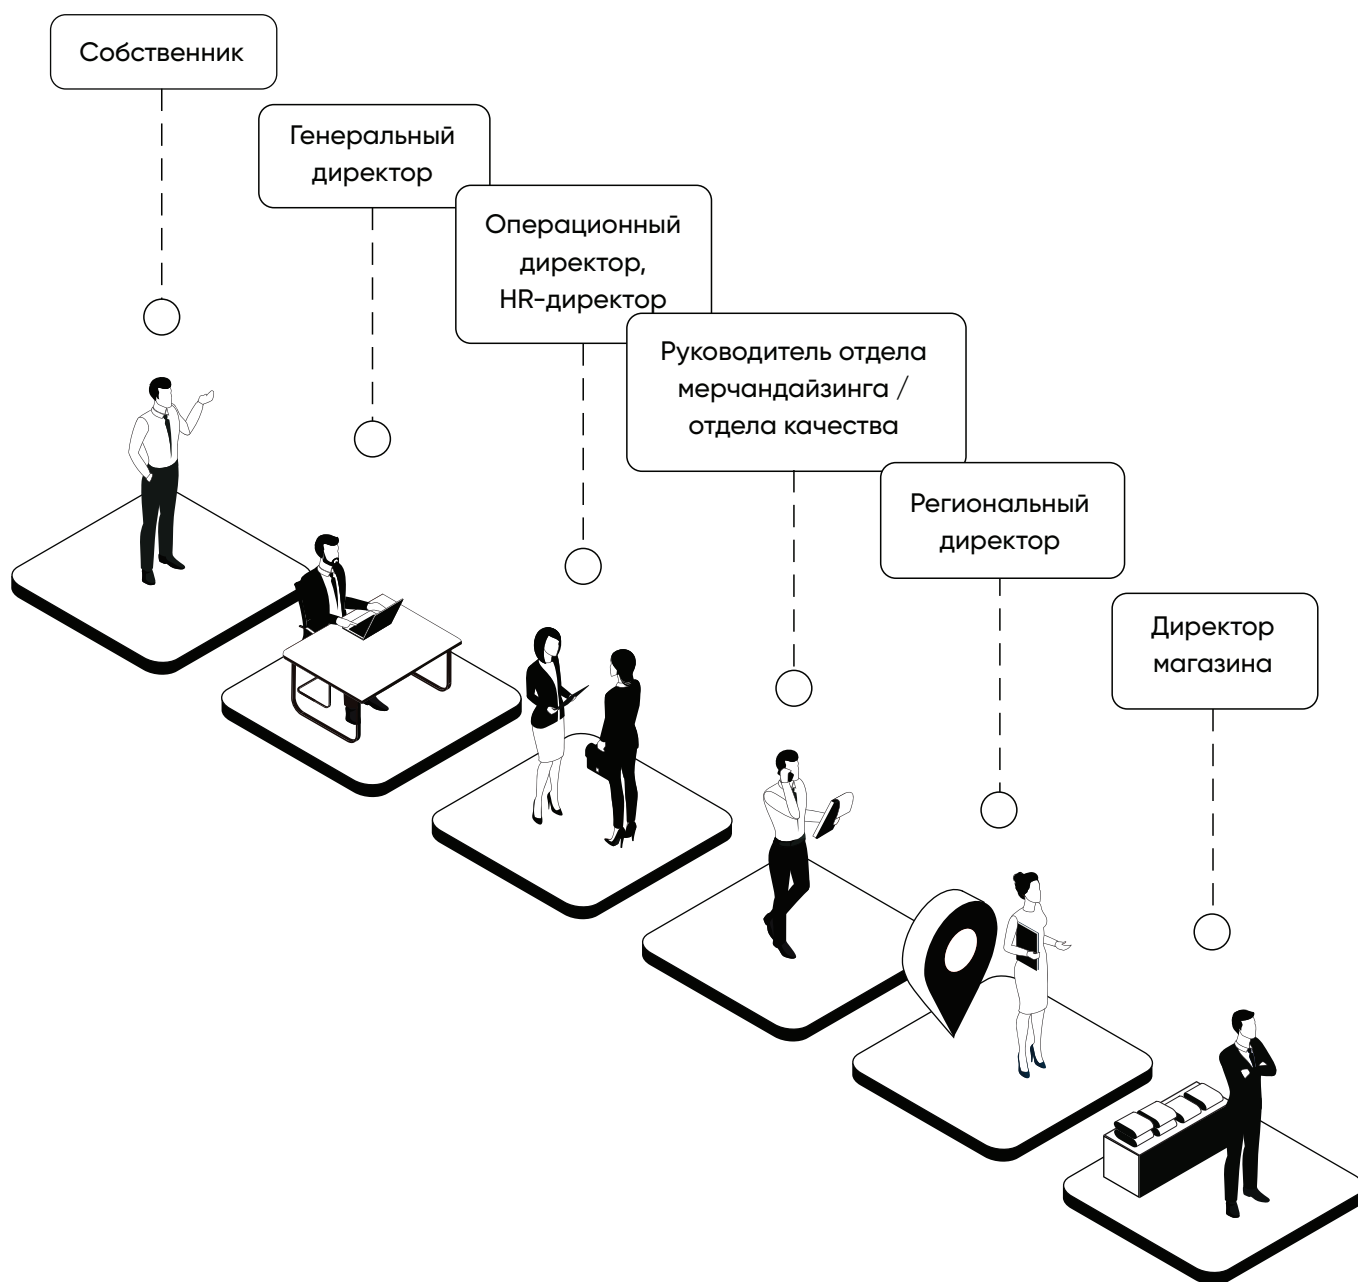 Собственник
Генеральный
директор
Операционный
директор,
HR-директор
Руководитель отдела
мерчандайзинга /
отдела качества
Региональный
директор
Директор
магазина